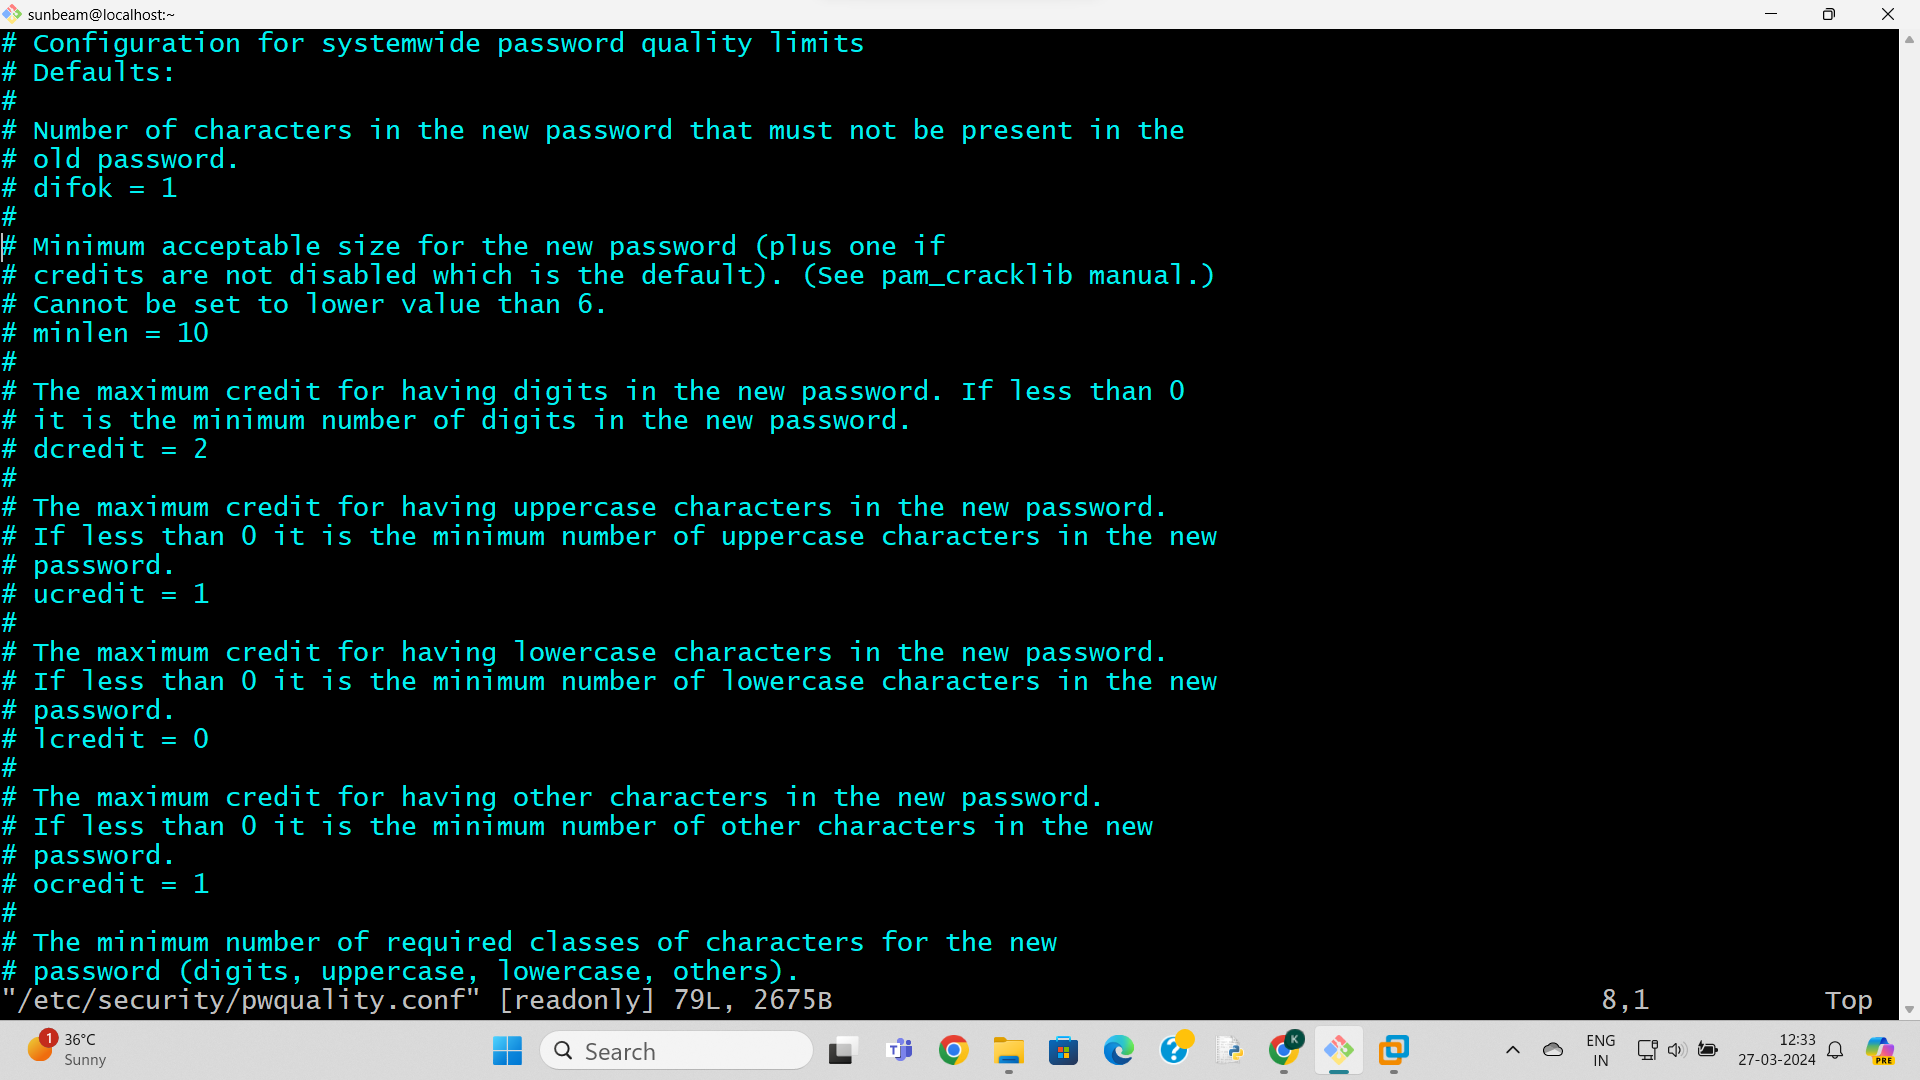 sunbeam@localhost:~
# Configuration for systemwide password quality limits
# Defaults:
#
# Number of characters in the new password that must not be present in the
# old password.
# difok = 1
#
# Minimum acceptable size for the new password (plus one if
# credits are not disabled which is the default). (See pam_cracklib manual.)
# Cannot be set to lower value than 6.
# minlen = 10
#
# The maximum credit for having digits in the new password. If less than 0
# it is the minimum number of digits in the new password.
# dcredit = 2
#
# The maximum credit for having uppercase characters in the new password.
# If less than 0 it is the minimum number of uppercase characters in the new
# password.
# ucredit = 1
#
# The maximum credit for having lowercase characters in the new password.
# If less than 0 it is the minimum number of lowercase characters in the new
# password.
# lcredit = 0
#
# The maximum credit for having other characters in the new password.
# If less than 0 it is the minimum number of other characters in the new
# password.
# ocredit = 1
#
# The minimum number of required classes of characters for the new
# password (digits, uppercase, lowercase, others).
"/etc/security/pwquality.conf" [readonly] 79L, 2675B 8,1 Top
1
36°C
Sunny
Search
T
?
K
ENG
IN
12:33
27-03-2024
PRE